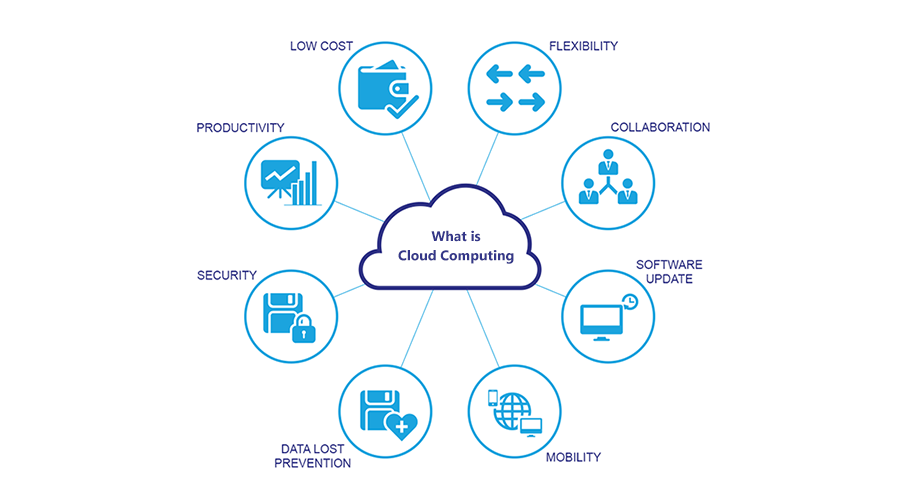 LOW COST
FLEXIBILITY
PRODUCTIVITY
COLLABORATION
What is
Cloud Computing
SECURITY
SOFTWARE
UPDATE
DATA LOST
PREVENTION
MOBILITY